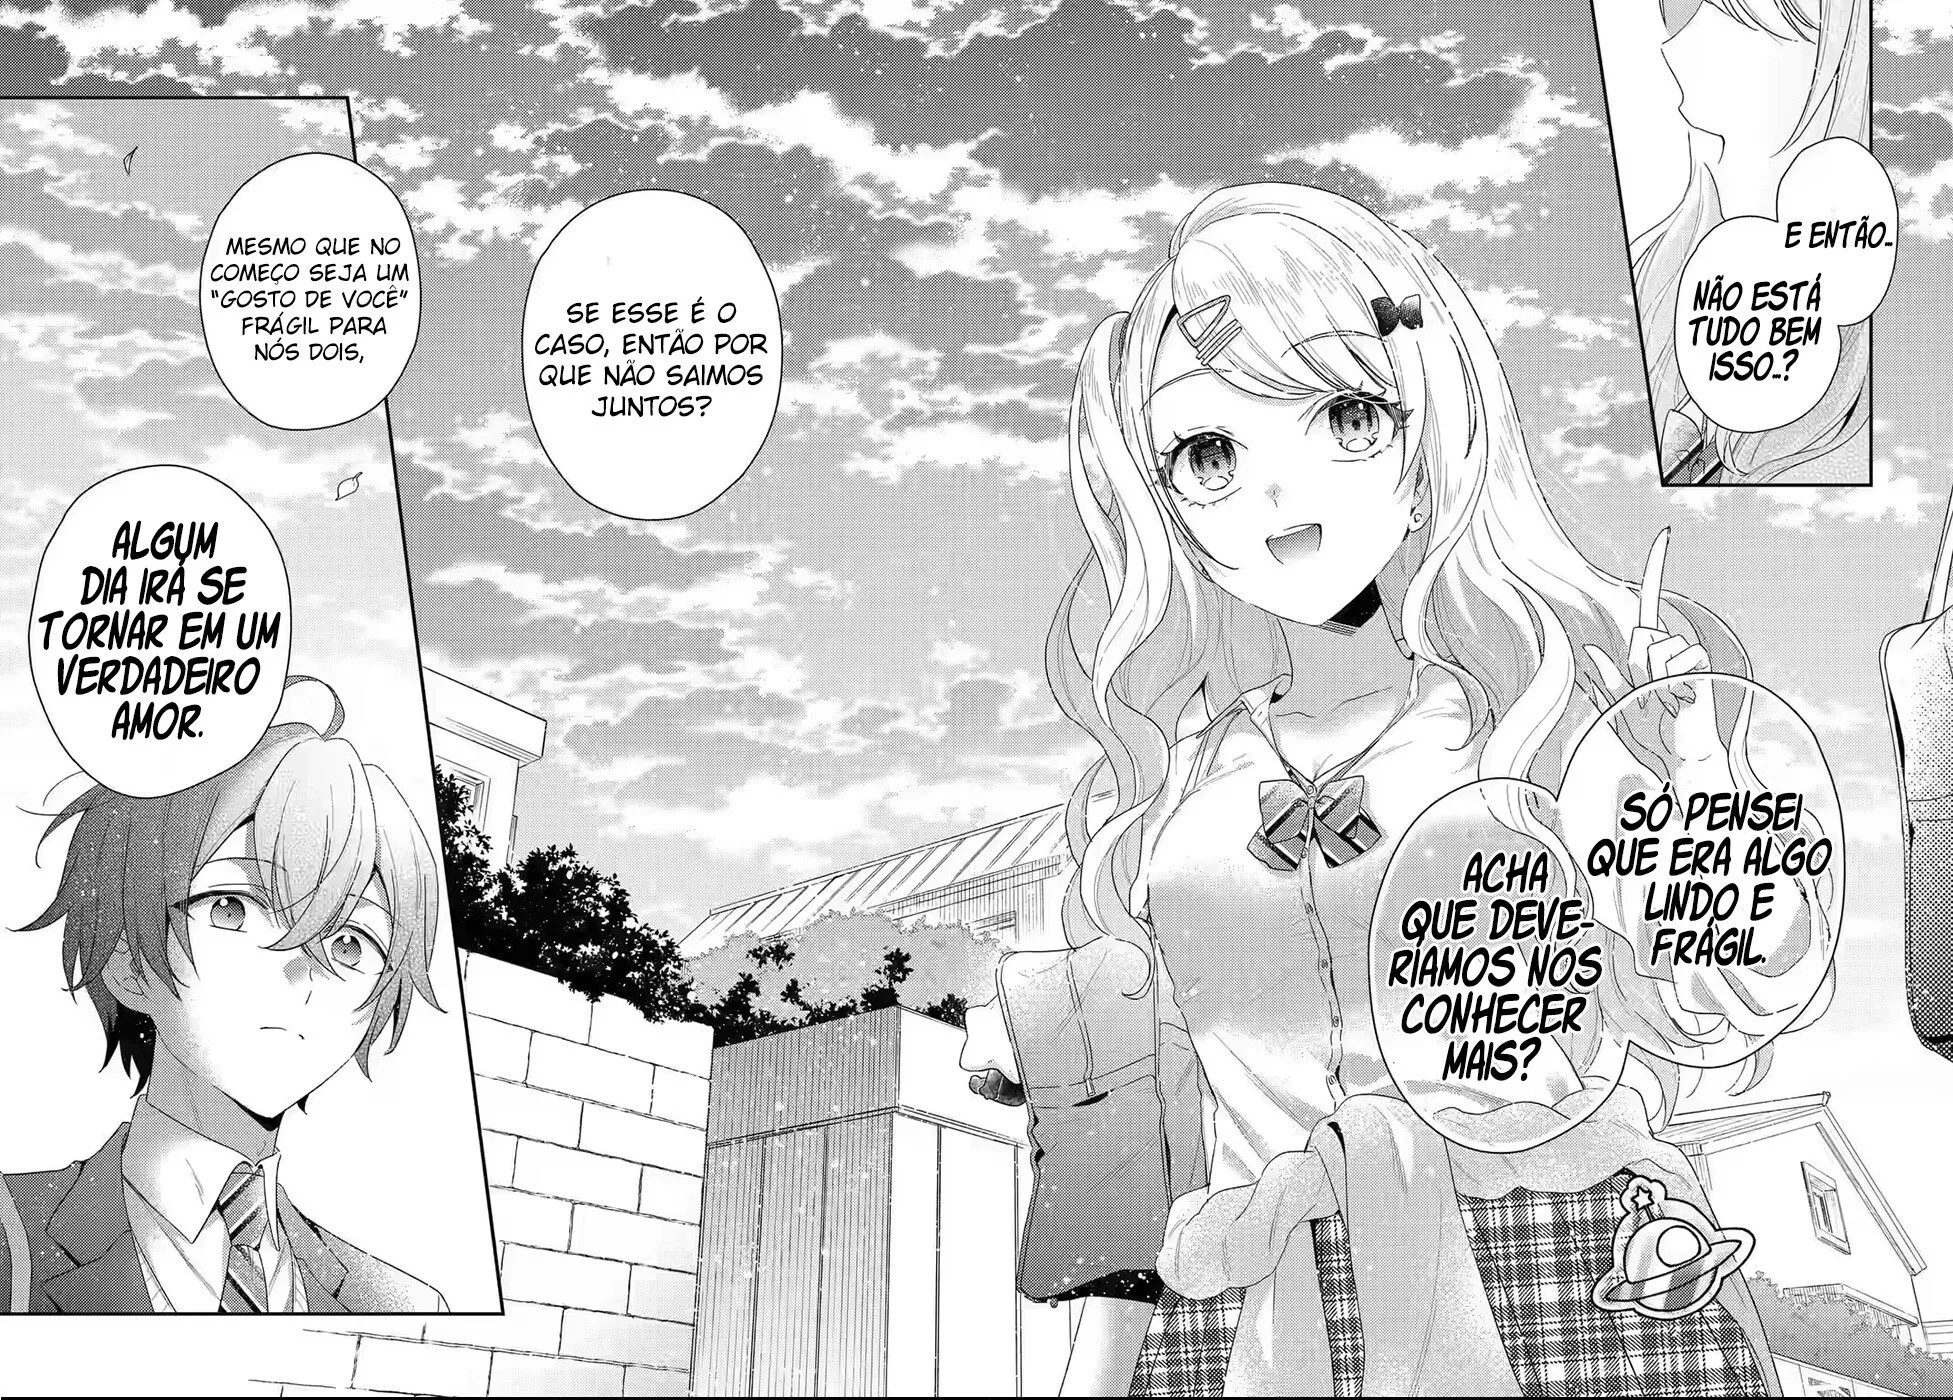 E ENTÃO..
NÃO ESTÁ
TUDO BEM
ISSO..?
SÓ PENSEI
QUE ERA ALGO
LINDO E
FRÁGIL.
ACHA
QUE DEVE-
RÍAMOS NOS
CONHECER
MAIS?
SE ESSE É O
CASO, ENTÃO POR
QUE NÃO SAIMOS
JUNTOS?
MESMO QUE NO
COMEÇO SEJA UM
"GOSTO DE VOCÊ"
FRÁGIL PARA
NÓS DOIS,
ALGUM
DIA IRÁ SE
TORNAR EM UM
VERDADEIRO
AMOR.